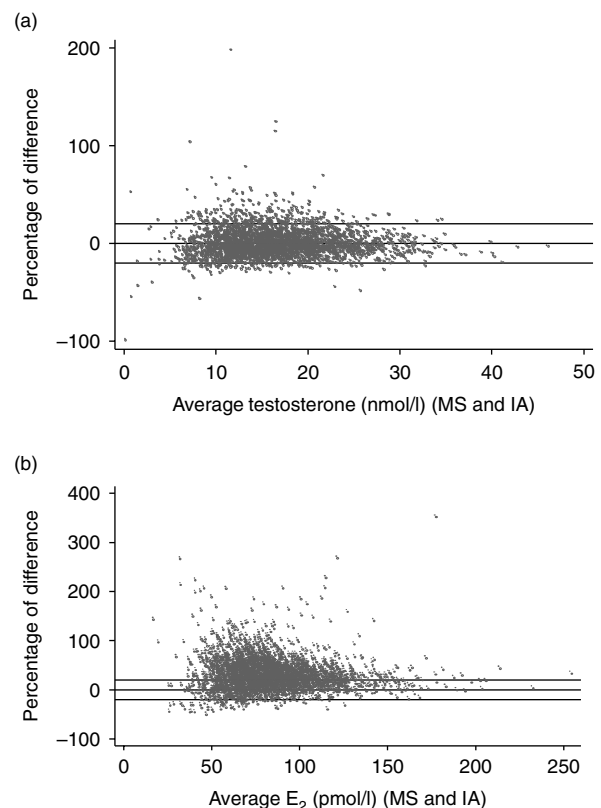 (a)
200
100
0
−100
Percentage of difference
0 10 20 30 40 50
Average testosterone (nmol/l) (MS and IA)
(b)
400
300
200
100
0
−100
Percentage of difference
0 50 100 150 200 250
Average E₂ (pmol/l) (MS and IA)